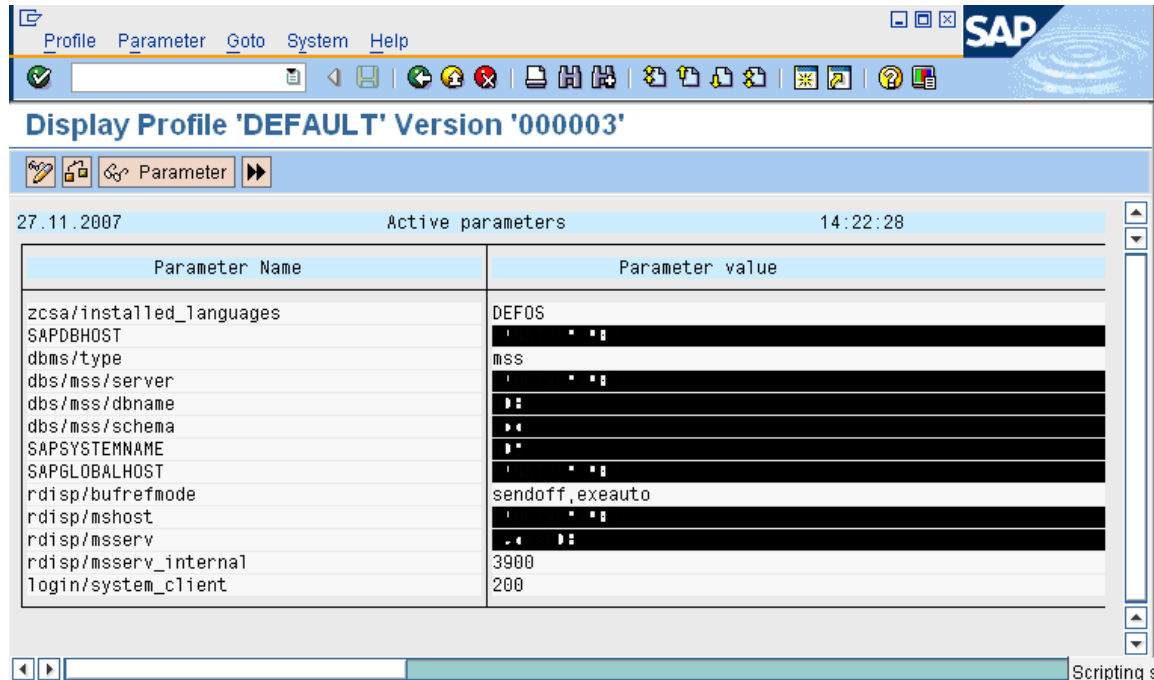 Profile Parameter Goto System Help
SAP
Display Profile 'DEFAULT' Version '000003'
Parameter
27.11.2007 Active parameters 14:22:28
Parameter Name Parameter value
zcsa/installed_languages DEFOS
SAPDBHOST
dbms/type mss
dbs/mss/server
dbs/mss/dbname
dbs/mss/schema
SAPSYSTEMNAME
SAPGLOBALHOST
rdisp/bufrefmode sendoff,exeauto
rdisp/mshost
rdisp/msserv
rdisp/msserv_internal 3900
login/system_client 200
Scripting